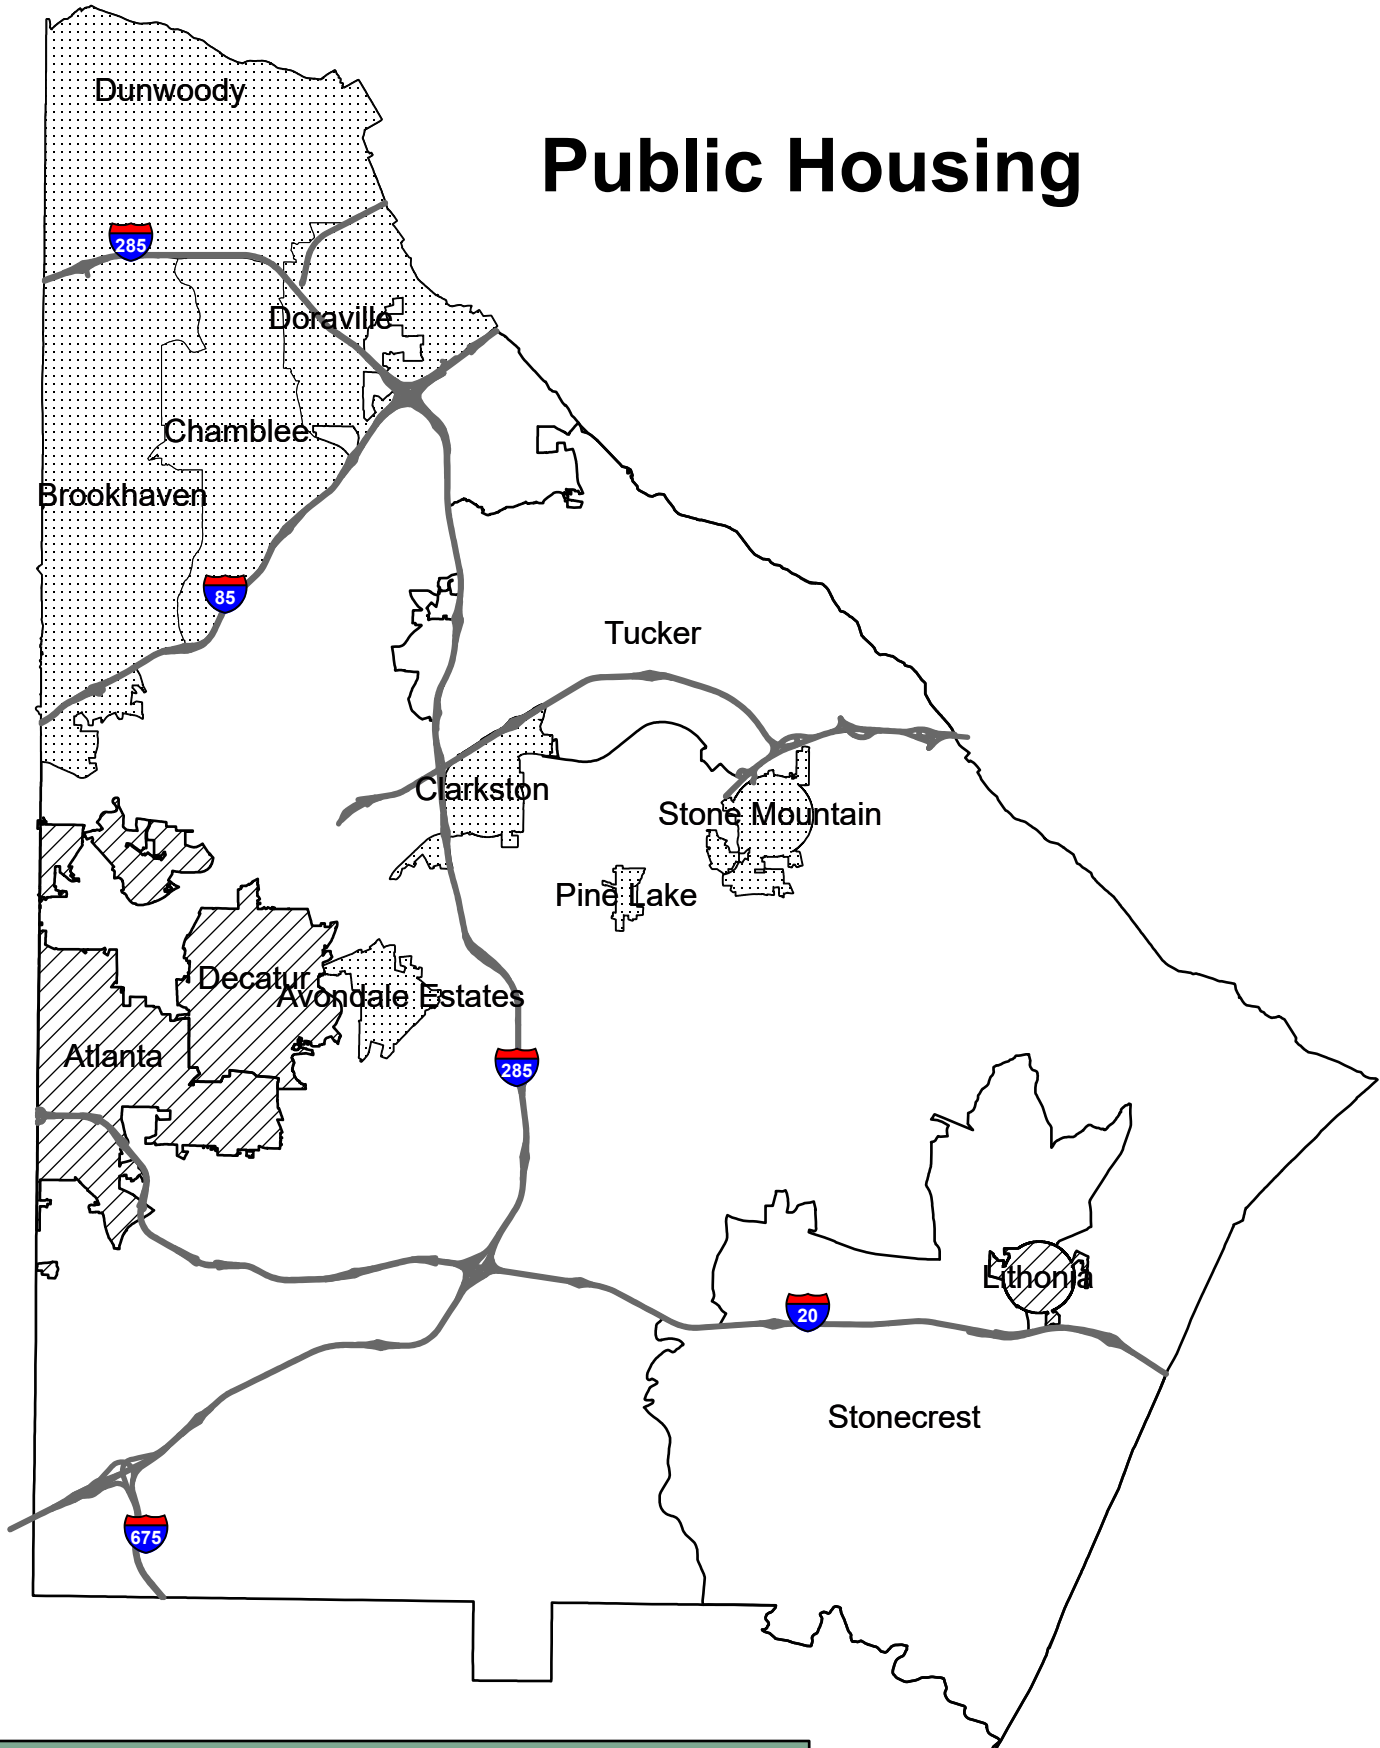 Dunwoody
Public Housing
285
Doraville
Chamblee
Brookhaven
85
Tucker
Clarkston
Stone Mountain
Pine Lake
Decatur
Avondale Estates
Atlanta
285
Lithonia
20
Stonecrest
675